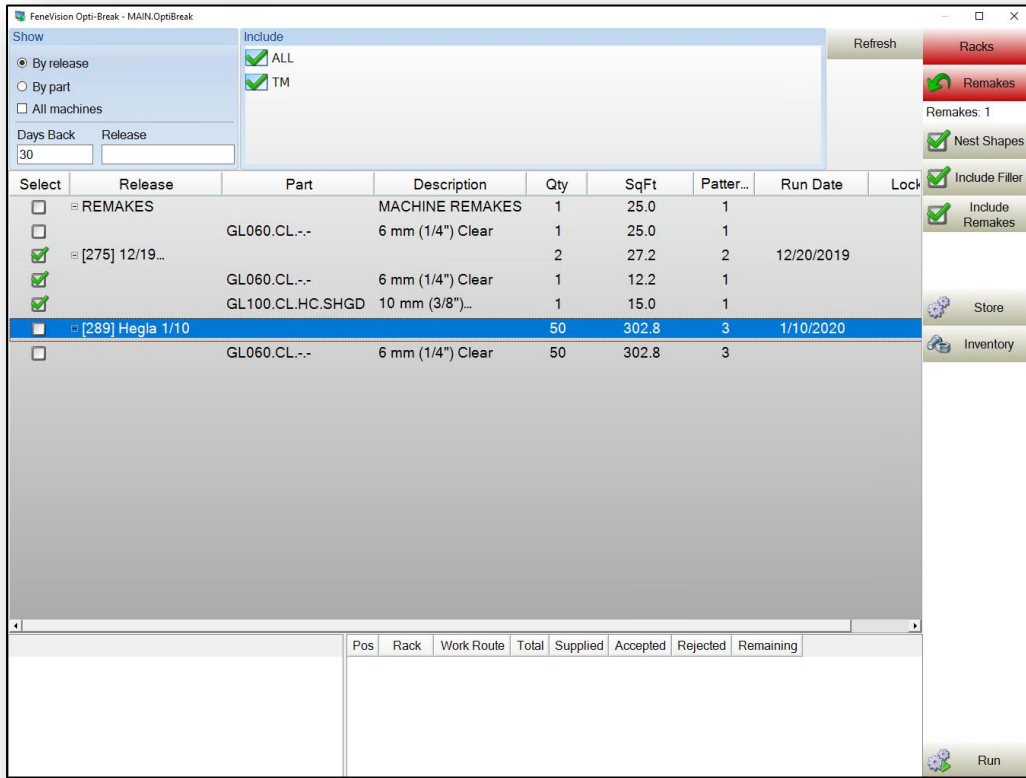 FeneVision Opti-Break - MAIN.OptiBreak
Show
By release
By part
All machines
Days Back Release
30
Include
ALL
TM
Refresh
Racks
Remakes
Remakes: 1
Nest Shapes
Include Filler
Include
Remakes
Store
Inventory
Run
Select Release Part Description Qty SqFt Patter... Run Date Lock
REMAKES MACHINE REMAKES 1 25.0 1
GL060.CL.-.- 6 mm (1/4") Clear 1 25.0 1
[275] 12/19... 2 27.2 2 12/20/2019
GL060.CL.-.- 6 mm (1/4") Clear 1 12.2 1
GL100.CL.HC.SHGD 10 mm (3/8")... 1 15.0 1
[289] Hegla 1/10 50 302.8 3 1/10/2020
GL060.CL.-.- 6 mm (1/4") Clear 50 302.8 3
Pos Rack Work Route Total Supplied Accepted Rejected Remaining